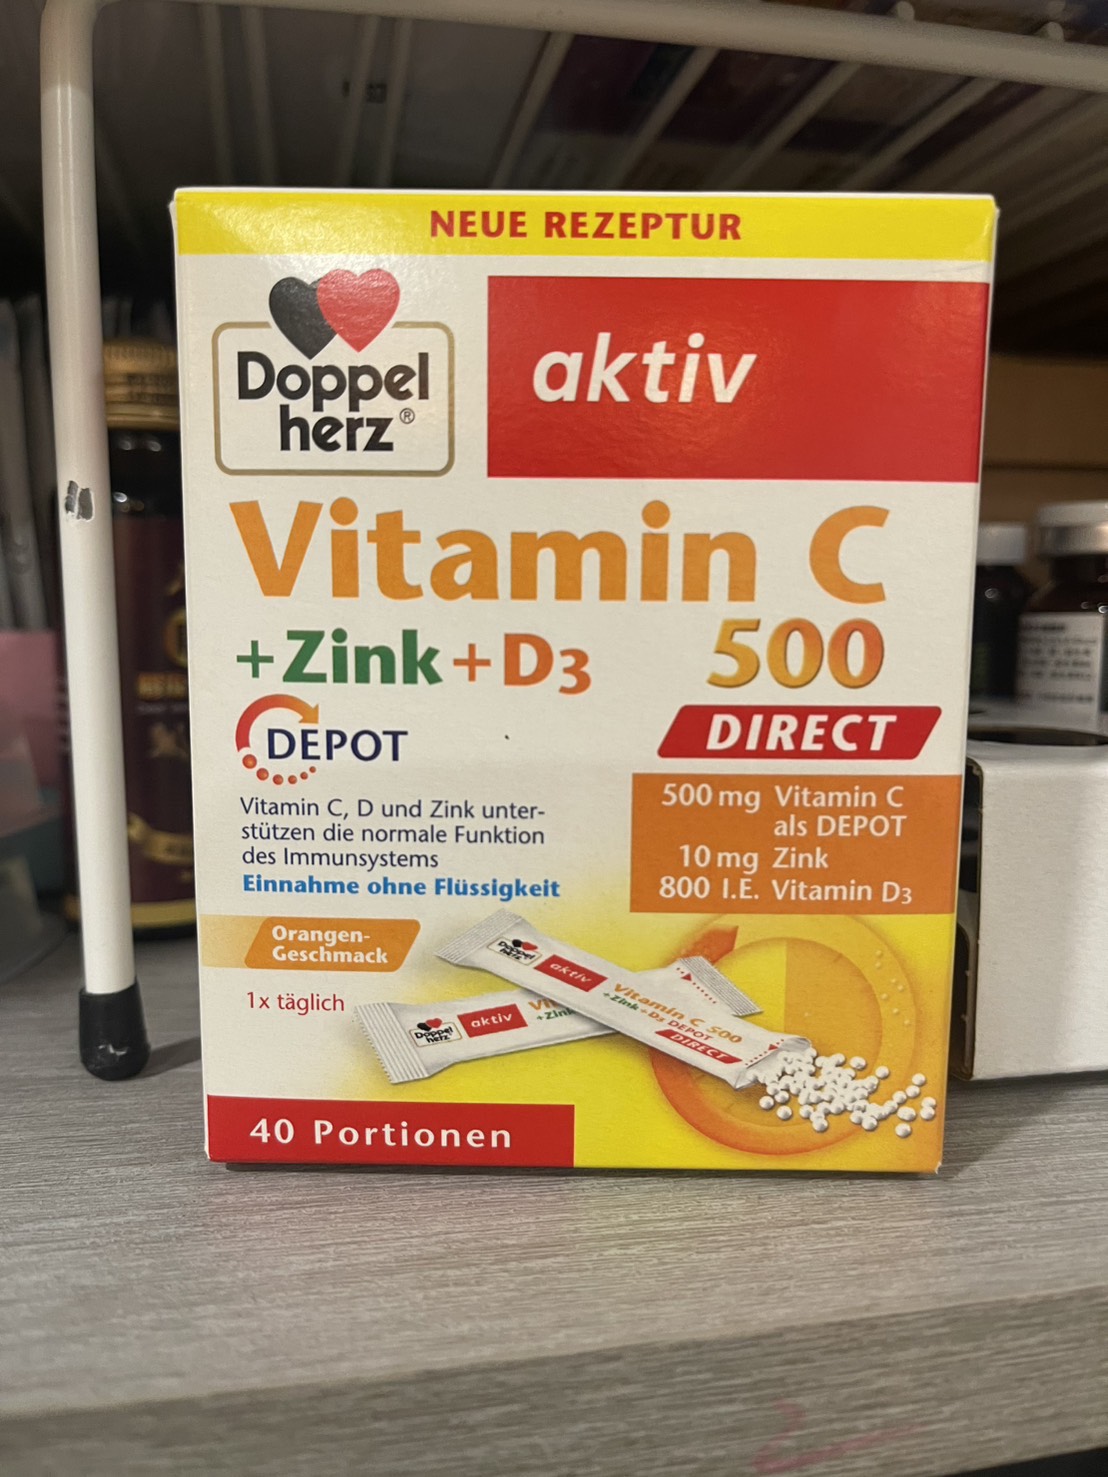 NEUE REZEPTUR
Doppel
herz®
aktiv
Vitamin C
+Zink+D3
500
DIRECT
DEPOT
Vitamin C, D und Zink unter-
stützen die normale Funktion
des Immunsystems
Einnahme ohne Flüssigkeit
500 mg Vitamin C
als DEPOT
10 mg Zink
800 I.E. Vitamin D3
Orangen-
Geschmack
1x täglich
Doppel
herz
aktiv
Vitamin C 500
+Zink+D3 DEPOT
DIRECT
Doppel
herz
aktiv
+Zink
40 Portionen